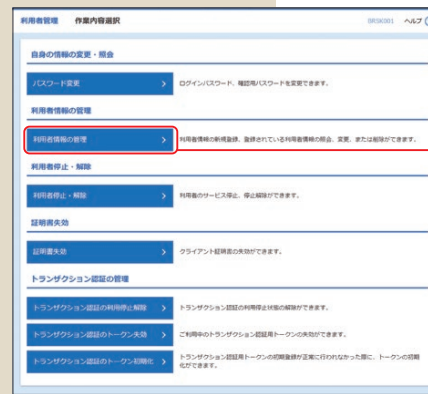 利用者管理 作業内容選択
BRSK001 ヘルプ
自身の情報の変更・照会
パスワード変更
ログインパスワード、確認用パスワードを変更できます。
利用者情報の管理
利用者情報の管理
利用者情報の新規登録、登録されている利用者情報の照会、変更、または削除ができます。
利用者停止・解除
利用者停止・解除
利用者のサービス停止、停止解除ができます。
証明書失効
証明書失効
クライアント証明書の失効ができます。
トランザクション認証の管理
トランザクション認証の利用停止解除
トランザクション認証の利用停止状態の解除ができます。
トランザクション認証のトークン失効
ご利用中のトランザクション認証用トークンの失効ができます。
トランザクション認証のトークン初期化
トランザクション認証用トークンの初期登録が正常に行われなかった際に、トークンの初期
化ができます。